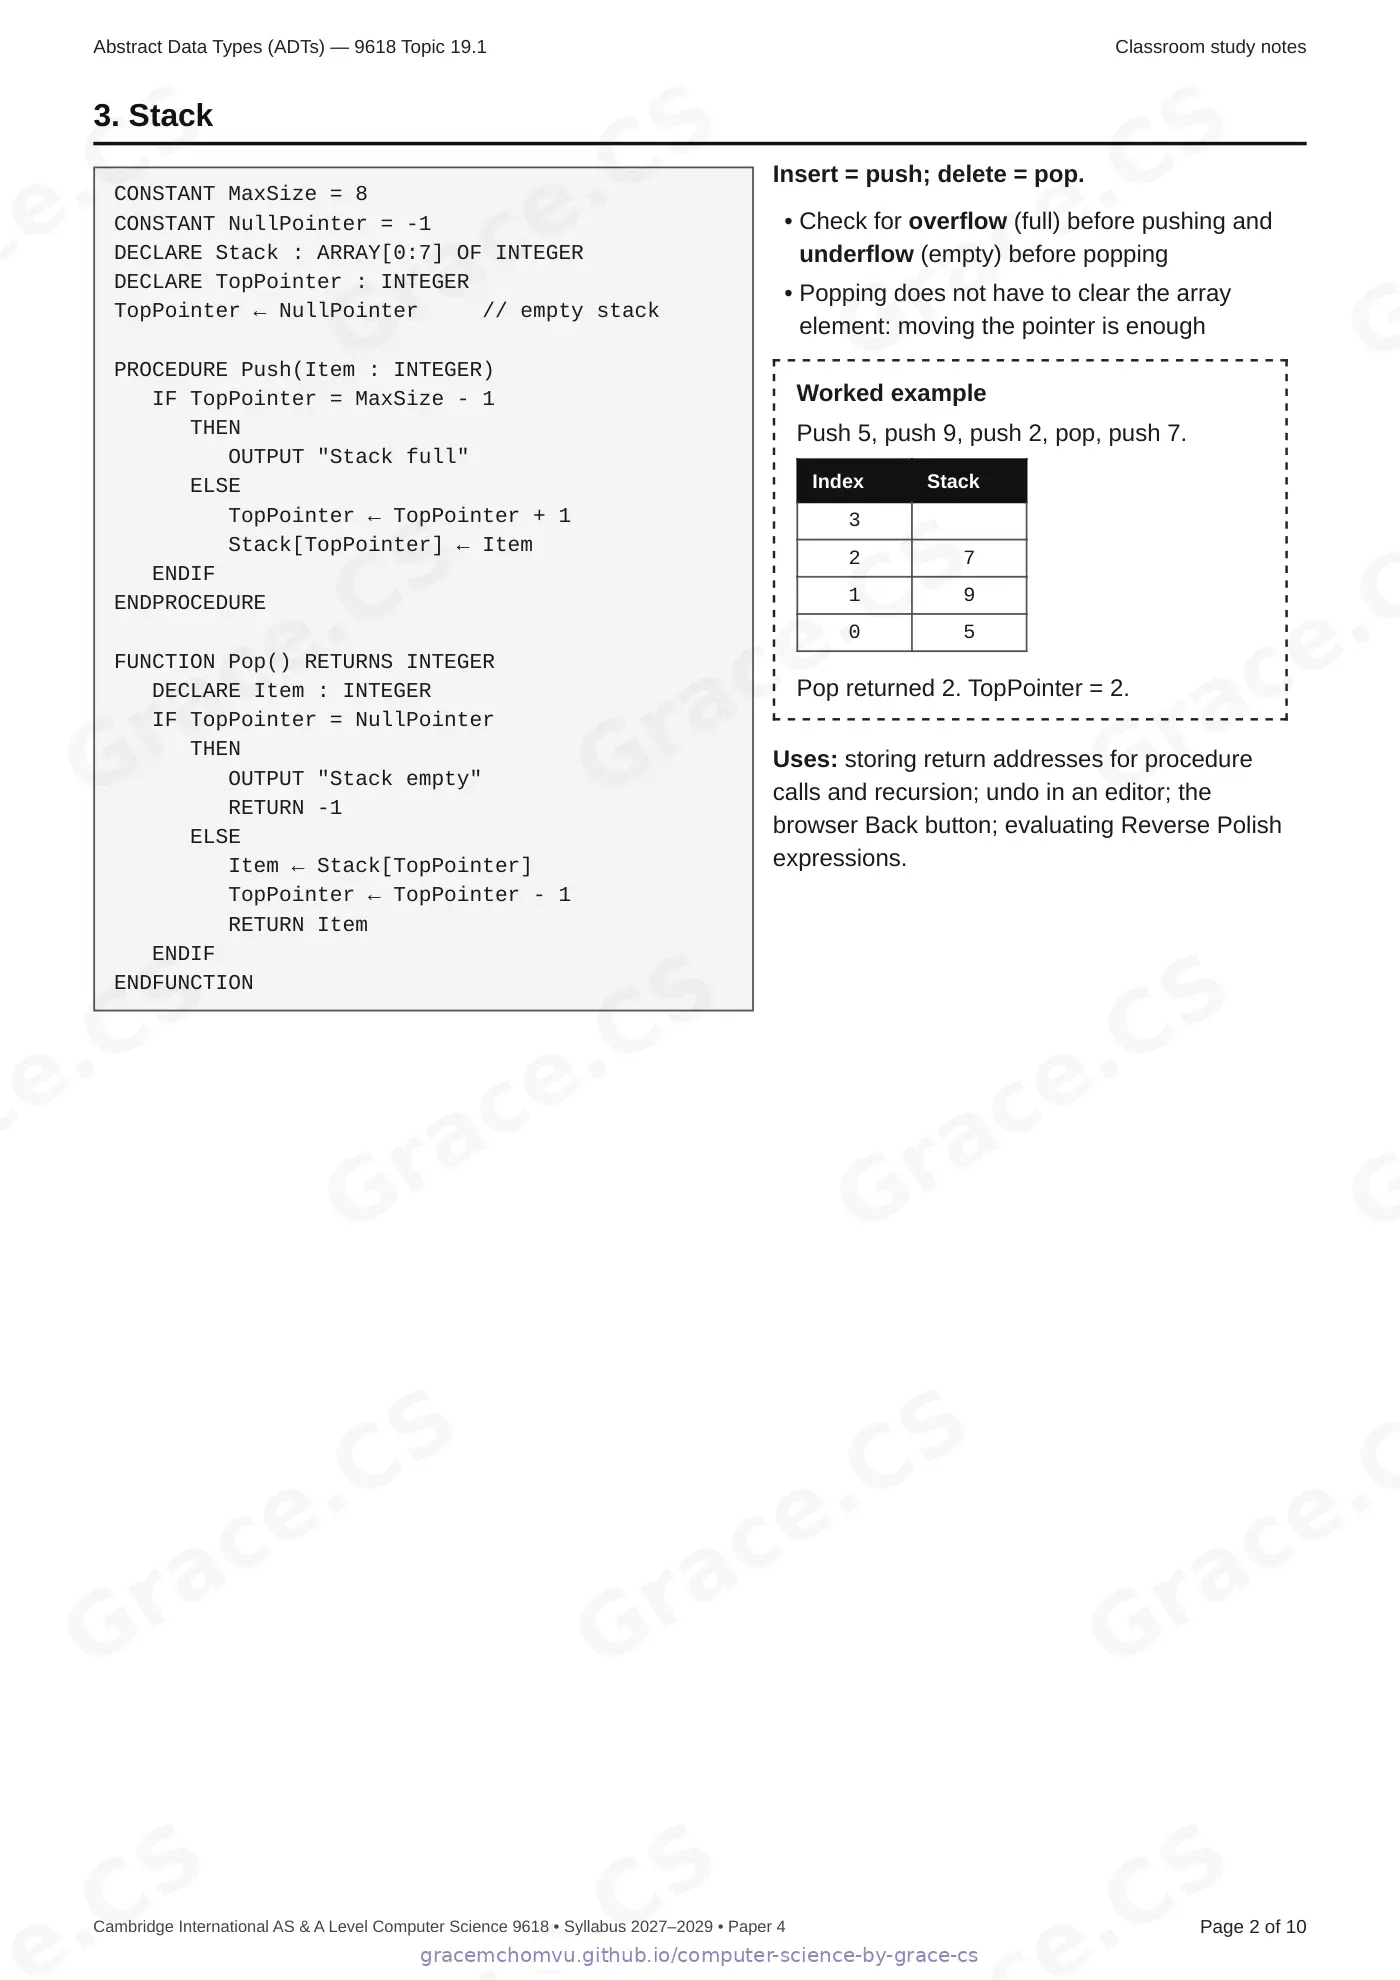 Abstract Data Types (ADTs) — 9618 Topic 19.1
Classroom study notes
3. Stack
CONSTANT MaxSize = 8
CONSTANT NullPointer = -1
DECLARE Stack : ARRAY[0:7] OF INTEGER
DECLARE TopPointer : INTEGER
TopPointer ← NullPointer     // empty stack

PROCEDURE Push(Item : INTEGER)
   IF TopPointer = MaxSize - 1
      THEN
         OUTPUT "Stack full"
      ELSE
         TopPointer ← TopPointer + 1
         Stack[TopPointer] ← Item
   ENDIF
ENDPROCEDURE

FUNCTION Pop() RETURNS INTEGER
   DECLARE Item : INTEGER
   IF TopPointer = NullPointer
      THEN
         OUTPUT "Stack empty"
         RETURN -1
      ELSE
         Item ← Stack[TopPointer]
         TopPointer ← TopPointer - 1
         RETURN Item
   ENDIF
ENDFUNCTION
Insert = push; delete = pop.
• Check for overflow (full) before pushing and
underflow (empty) before popping
• Popping does not have to clear the array
element: moving the pointer is enough
Worked example
Push 5, push 9, push 2, pop, push 7.
Index Stack
3
2 7
1 9
0 5
Pop returned 2. TopPointer = 2.
Uses: storing return addresses for procedure
calls and recursion; undo in an editor; the
browser Back button; evaluating Reverse Polish
expressions.
Cambridge International AS & A Level Computer Science 9618 • Syllabus 2027–2029 • Paper 4
Page 2 of 10
gracemchomvu.github.io/computer-science-by-grace-cs
Grace.CS